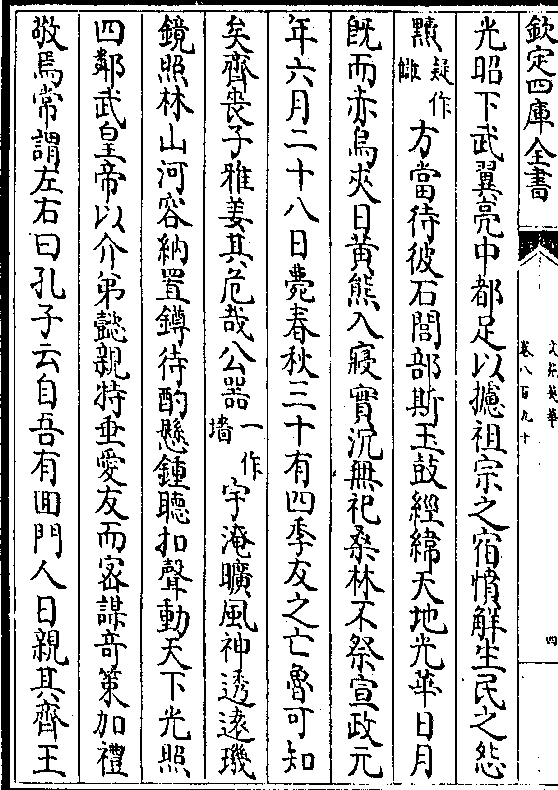 欽定四庫全書
文苑英華
卷八百九十
四
光昭下武翼亮中都足以攄祖宗之宿憤解生民之怨
黷疑作讎方當待彼石閭部斯玉鼓經緯天地光華日月
既而赤烏夾日黃熊入寢實沉無祀桑林不祭宣政元
年六月二十八日薨春秋三十有四季友之亡魯可知
矣齊喪子雅姜其危哉公器一作墻宇淹曠風神透遠璣
鏡照林山河容納置鐏待酌懸鍾聽扣聲動天下光照
四鄰武皇帝以介弟懿親特垂愛友而密謀竒策加禮
敬焉常謂左右曰孔子云自吾有回門人日親其齊王